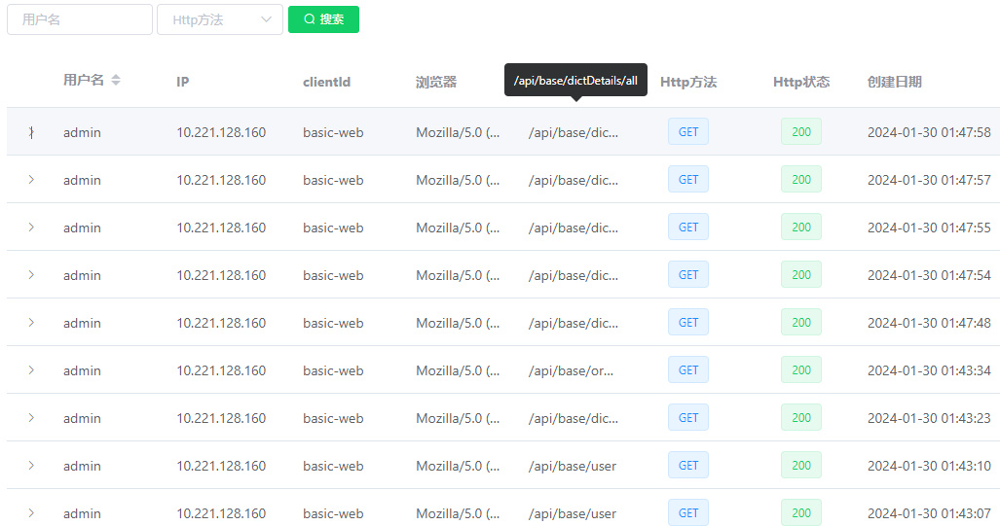 用户名 Http方法 搜索
用户名 IP clientId 浏览器 /api/base/dictDetails/all Http方法 Http状态 创建日期
admin 10.221.128.160 basic-web Mozilla/5.0 (... /api/base/dic... GET 200 2024-01-30 01:47:58
admin 10.221.128.160 basic-web Mozilla/5.0 (... /api/base/dic... GET 200 2024-01-30 01:47:57
admin 10.221.128.160 basic-web Mozilla/5.0 (... /api/base/dic... GET 200 2024-01-30 01:47:55
admin 10.221.128.160 basic-web Mozilla/5.0 (... /api/base/dic... GET 200 2024-01-30 01:47:54
admin 10.221.128.160 basic-web Mozilla/5.0 (... /api/base/dic... GET 200 2024-01-30 01:47:48
admin 10.221.128.160 basic-web Mozilla/5.0 (... /api/base/or... GET 200 2024-01-30 01:43:34
admin 10.221.128.160 basic-web Mozilla/5.0 (... /api/base/dic... GET 200 2024-01-30 01:43:23
admin 10.221.128.160 basic-web Mozilla/5.0 (... /api/base/user GET 200 2024-01-30 01:43:10
admin 10.221.128.160 basic-web Mozilla/5.0 (... /api/base/user GET 200 2024-01-30 01:43:07